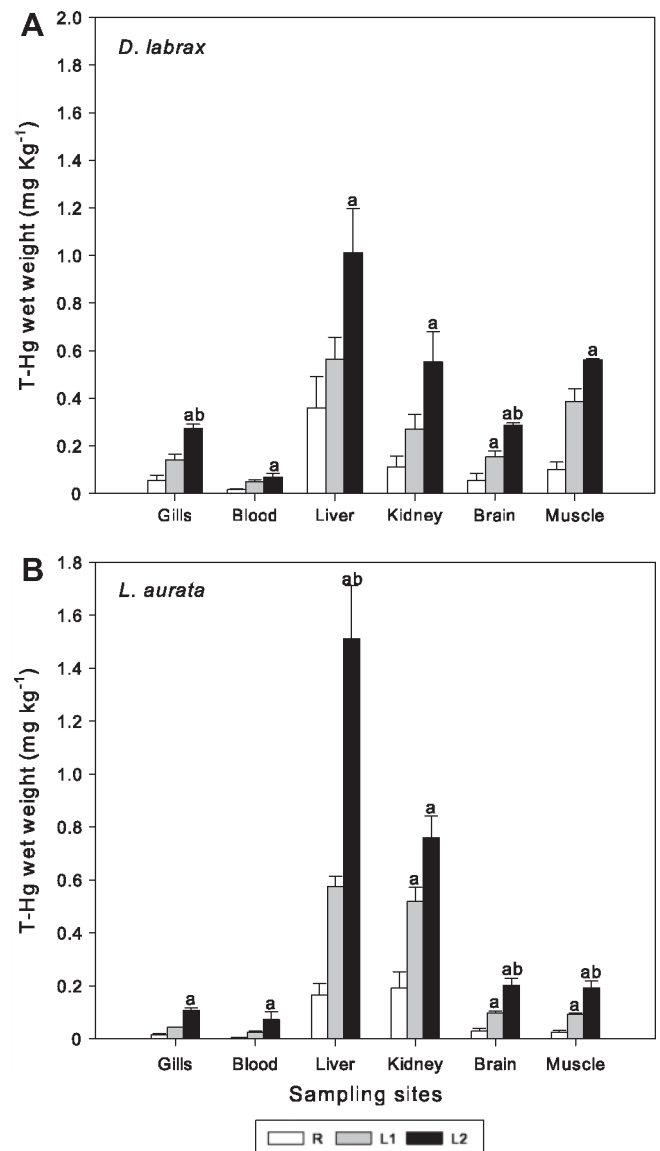 A
D. labrax
T-Hg wet weight (mg Kg-1)
2.0
1.8
1.6
1.4
1.2
1.0
0.8
0.6
0.4
0.2
0
ab
a
a
a
a
ab
a
Gills Blood Liver Kidney Brain Muscle
B
L. aurata
T-Hg wet weight (mg kg-1)
1.8
1.6
1.4
1.2
1.0
0.8
0.6
0.4
0.2
0
a
a
ab
a
a
a
ab
a
ab
Gills Blood Liver Kidney Brain Muscle
Sampling sites
R L1 L2